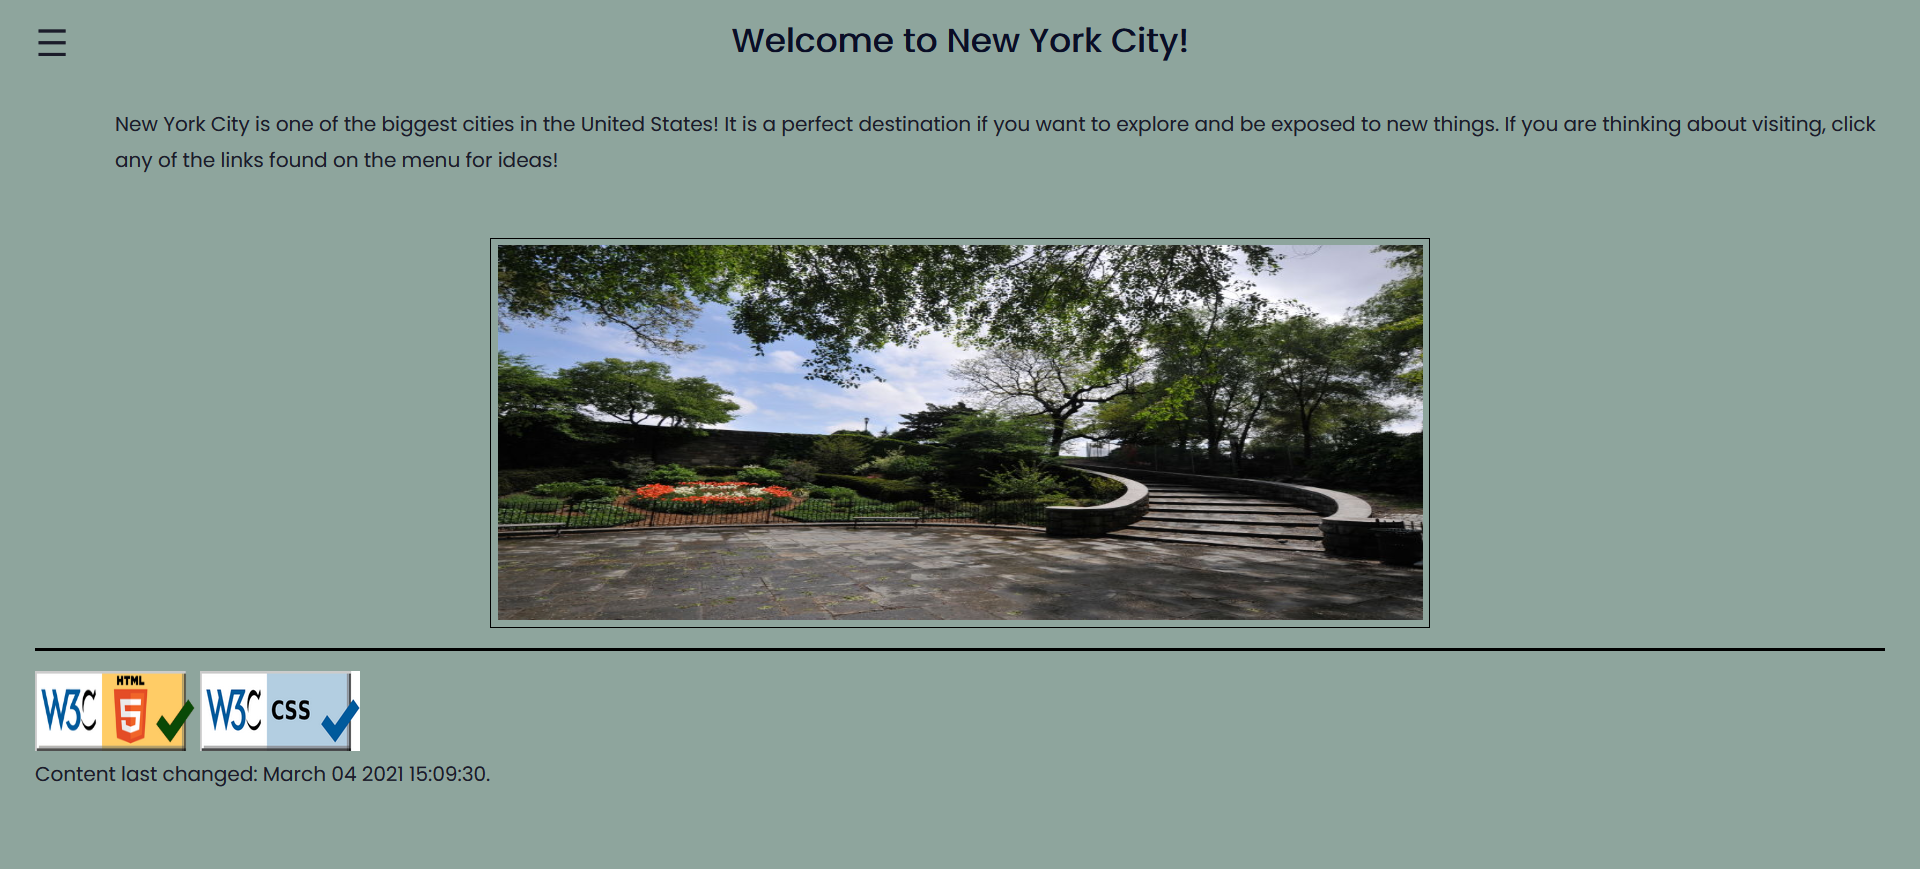 Welcome to New York City!
New York City is one of the biggest cities in the United States! It is a perfect destination if you want to explore and be exposed to new things. If you are thinking about visiting, click
any of the links found on the menu for ideas!
W3C HTML 5 W3C CSS
Content last changed: March 04 2021 15:09:30.